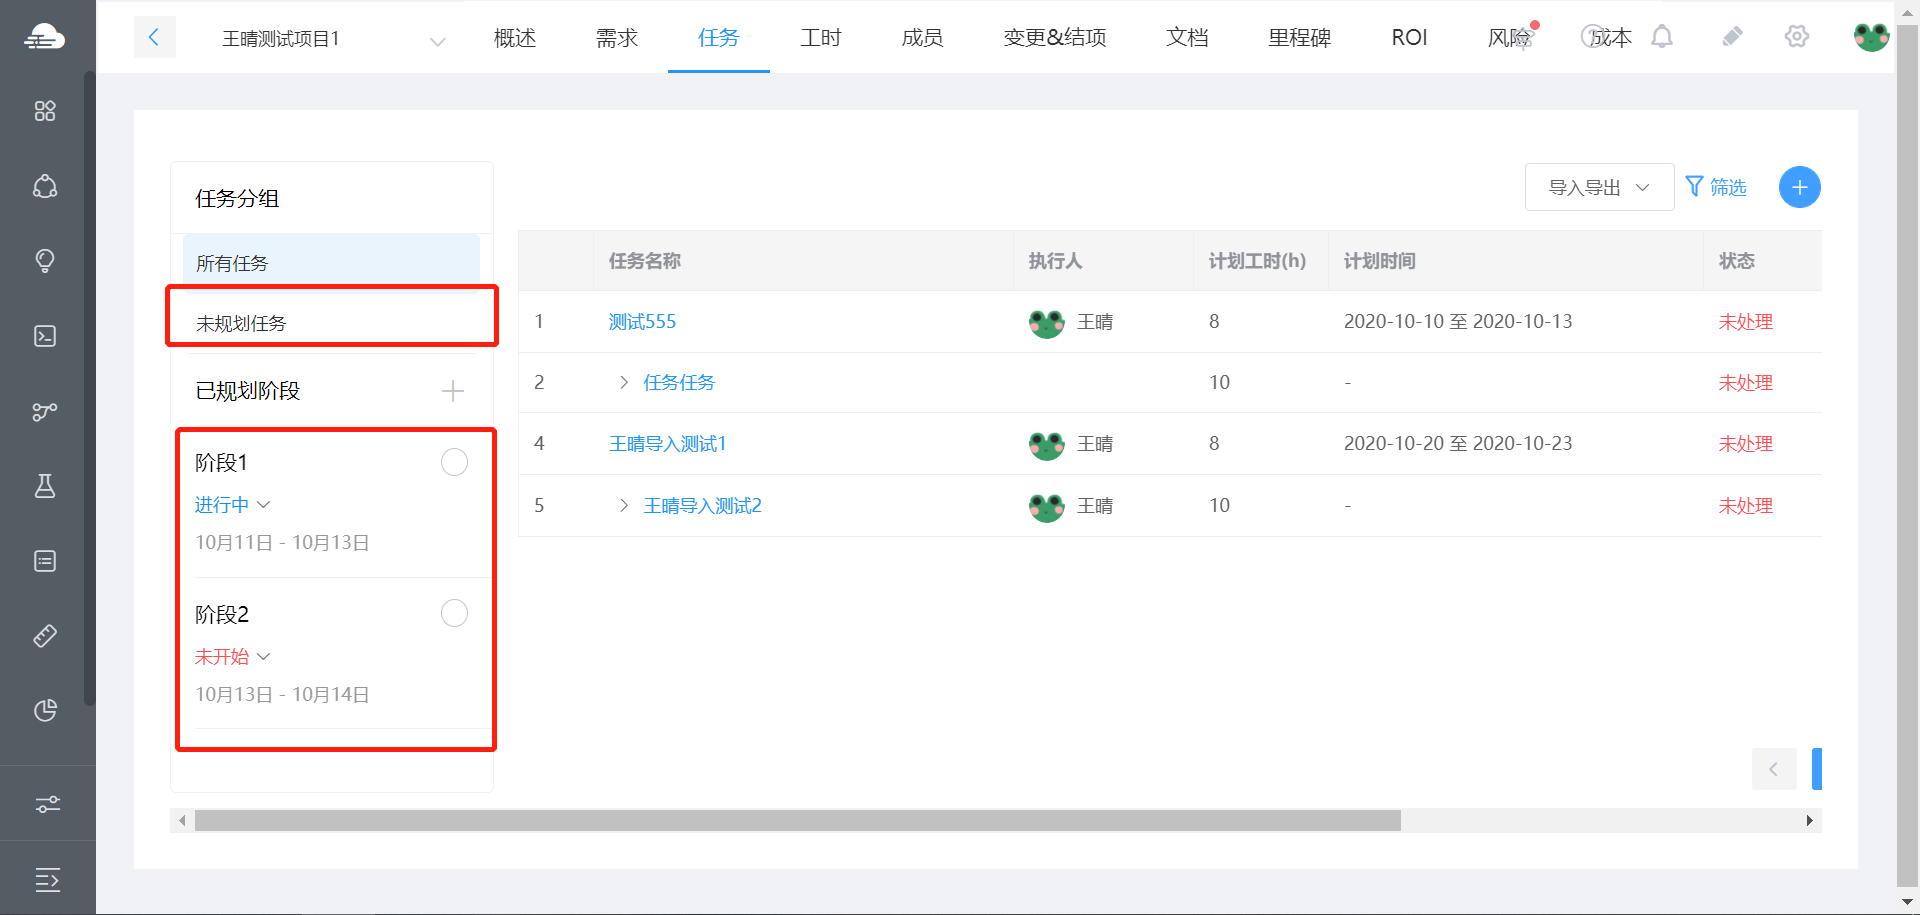 王晴测试项目1
概述
需求
任务
工时
成员
变更&结项
文档
里程碑
ROI
风险
成本
任务分组
所有任务
未规划任务
已规划阶段
阶段1
进行中
10月11日 - 10月13日
阶段2
未开始
10月13日 - 10月14日
导入导出
筛选
任务名称
执行人
计划工时(h)
计划时间
状态
1
测试555
王晴
8
2020-10-10 至 2020-10-13
未处理
2
任务任务
10
-
未处理
4
王晴导入测试1
王晴
8
2020-10-20 至 2020-10-23
未处理
5
王晴导入测试2
王晴
10
-
未处理